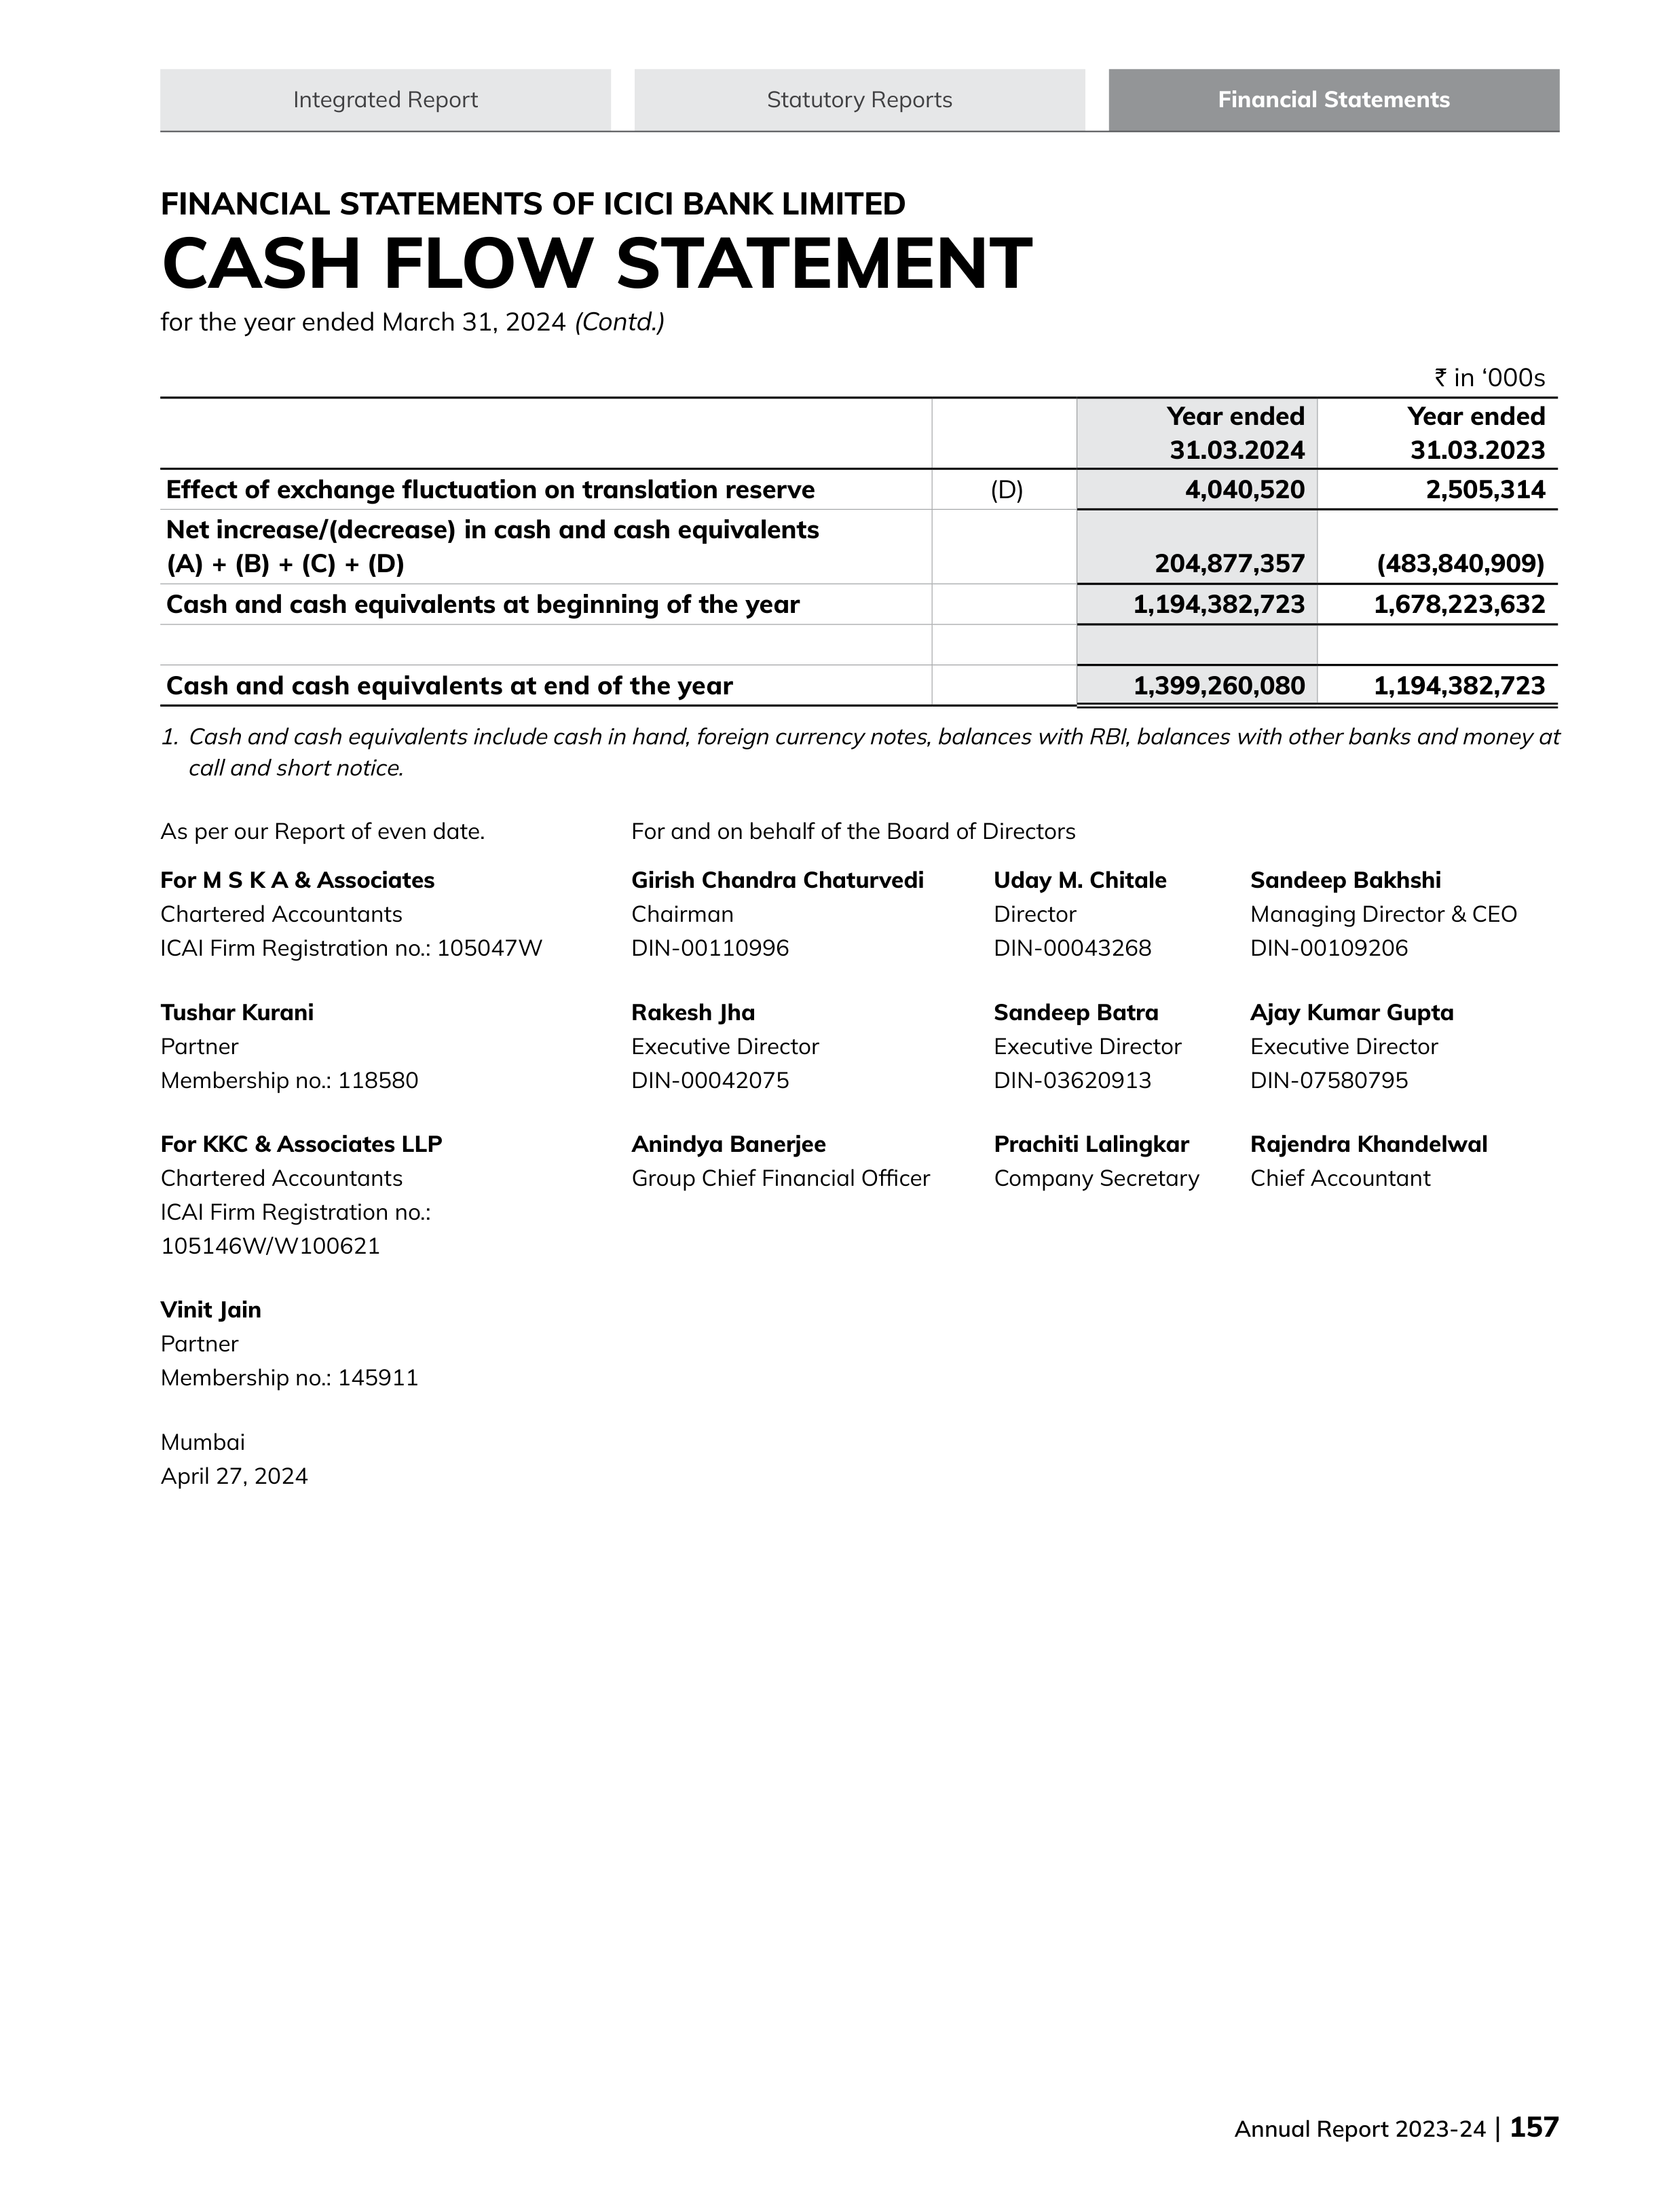 Integrated Report Statutory Reports Financial Statements
FINANCIAL STATEMENTS OF ICICI BANK LIMITED
CASH FLOW STATEMENT
for the year ended March 31, 2024 (Contd.)
₹ in ‘000s
Year ended Year ended
31.03.2024 31.03.2023
Effect of exchange fluctuation on translation reserve (D) 4,040,520 2,505,314
Net increase/(decrease) in cash and cash equivalents
(A) + (B) + (C) + (D) 204,877,357 (483,840,909)
Cash and cash equivalents at beginning of the year 1,194,382,723 1,678,223,632
Cash and cash equivalents at end of the year 1,399,260,080 1,194,382,723
1. Cash and cash equivalents include cash in hand, foreign currency notes, balances with RBI, balances with other banks and money at
call and short notice.
As per our Report of even date. For and on behalf of the Board of Directors
For M S K A & Associates Girish Chandra Chaturvedi Uday M. Chitale Sandeep Bakhshi
Chartered Accountants Chairman Director Managing Director & CEO
ICAI Firm Registration no.: 105047W DIN-00110996 DIN-00043268 DIN-00109206
Tushar Kurani Rakesh Jha Sandeep Batra Ajay Kumar Gupta
Partner Executive Director Executive Director Executive Director
Membership no.: 118580 DIN-00042075 DIN-03620913 DIN-07580795
For KKC & Associates LLP Anindya Banerjee Prachiti Lalingkar Rajendra Khandelwal
Chartered Accountants Group Chief Financial Officer Company Secretary Chief Accountant
ICAI Firm Registration no.:
105146W/W100621
Vinit Jain
Partner
Membership no.: 145911
Mumbai
April 27, 2024
Annual Report 2023-24 | 157